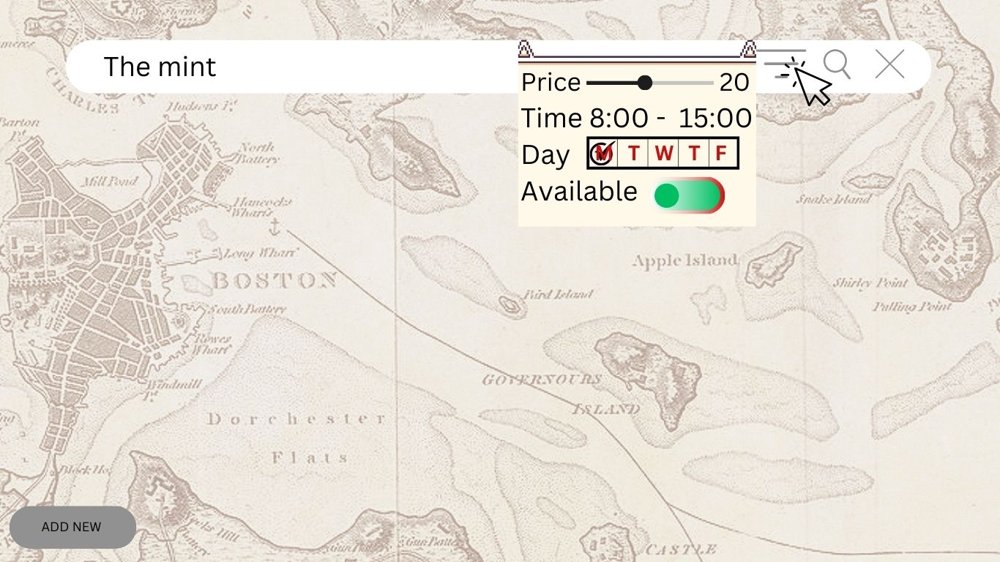 The mint
Price 20
Time 8:00 - 15:00
Day M T W T F
Available
CHARLES
Barton
Pt
Hudsons Pt
North
Battery
Mill Pond
Hancocks
Wharf
Long Wharf
BOSTON
South Battery
Rowes
Wharf
Windmill
Pt
Snake Island
Apple Island
Shirley Point
Pulling Point
Bird Island
GOVERNOURS
ISLAND
Dorchester
Flats
Block Ho.
ADD NEW
CASTLE